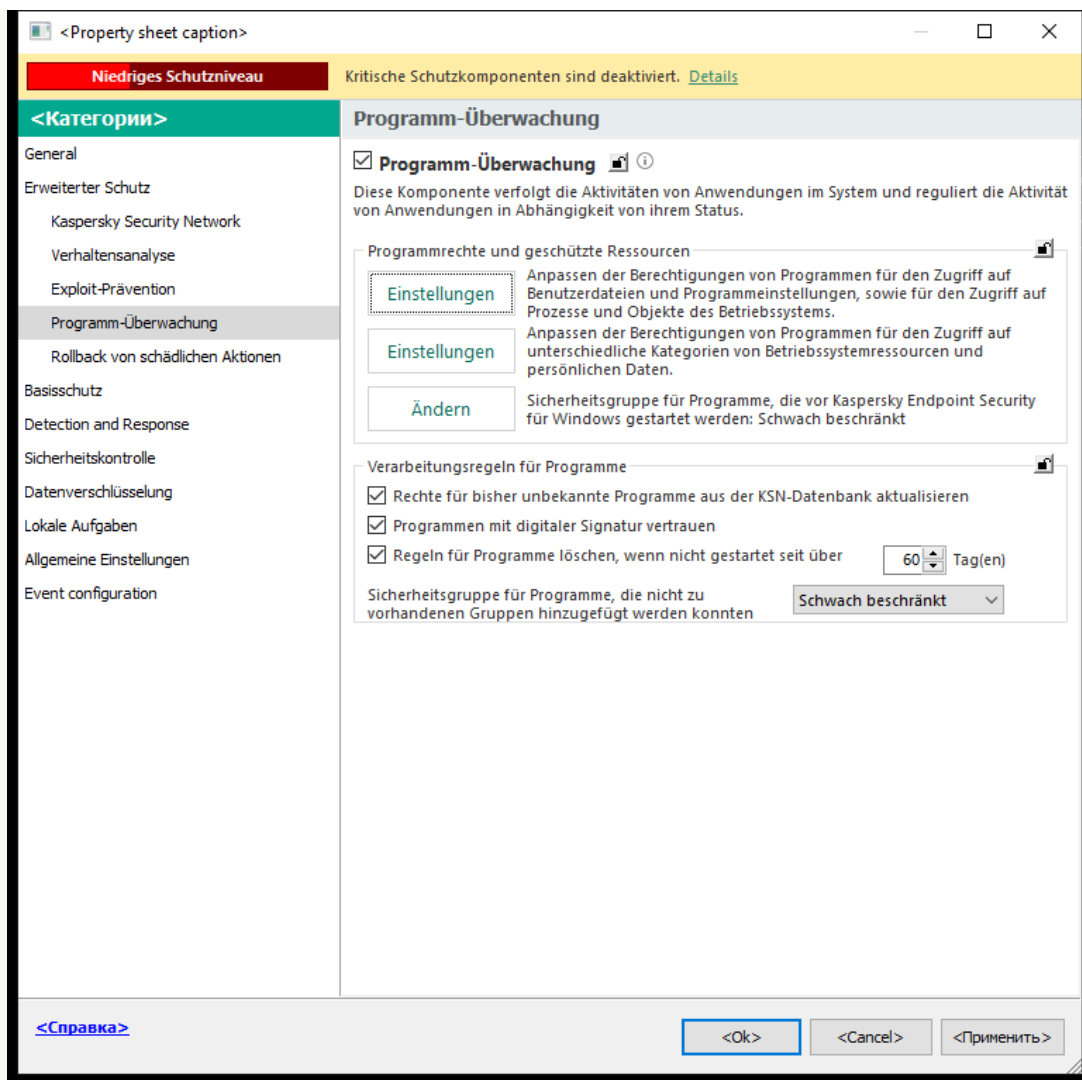 <Property sheet caption>
Niedriges Schutzniveau
Kritische Schutzkomponenten sind deaktiviert. Details
<Категории>
General
Erweiterter Schutz
Kaspersky Security Network
Verhaltensanalyse
Exploit-Prävention
Programm-Überwachung
Rollback von schädlichen Aktionen
Basisschutz
Detection and Response
Sicherheitskontrolle
Datenverschlüsselung
Lokale Aufgaben
Allgemeine Einstellungen
Event configuration
Programm-Überwachung
Programm-Überwachung
Diese Komponente verfolgt die Aktivitäten von Anwendungen im System und reguliert die Aktivität
von Anwendungen in Abhängigkeit von ihrem Status.
Programmrechte und geschützte Ressourcen
Einstellungen
Anpassen der Berechtigungen von Programmen für den Zugriff auf
Benutzerdateien und Programmeinstellungen, sowie für den Zugriff auf
Prozesse und Objekte des Betriebssystems.
Einstellungen
Anpassen der Berechtigungen von Programmen für den Zugriff auf
unterschiedliche Kategorien von Betriebssystemressourcen und
persönlichen Daten.
Ändern
Sicherheitsgruppe für Programme, die vor Kaspersky Endpoint Security
für Windows gestartet werden: Schwach beschränkt
Verarbeitungsregeln für Programme
Rechte für bisher unbekannte Programme aus der KSN-Datenbank aktualisieren
Programmen mit digitaler Signatur vertrauen
Regeln für Programme löschen, wenn nicht gestartet seit über 60 Tag(en)
Sicherheitsgruppe für Programme, die nicht zu
vorhandenen Gruppen hinzugefügt werden konnten
Schwach beschränkt
<Справка>
<Ok>
<Cancel>
<Применить>